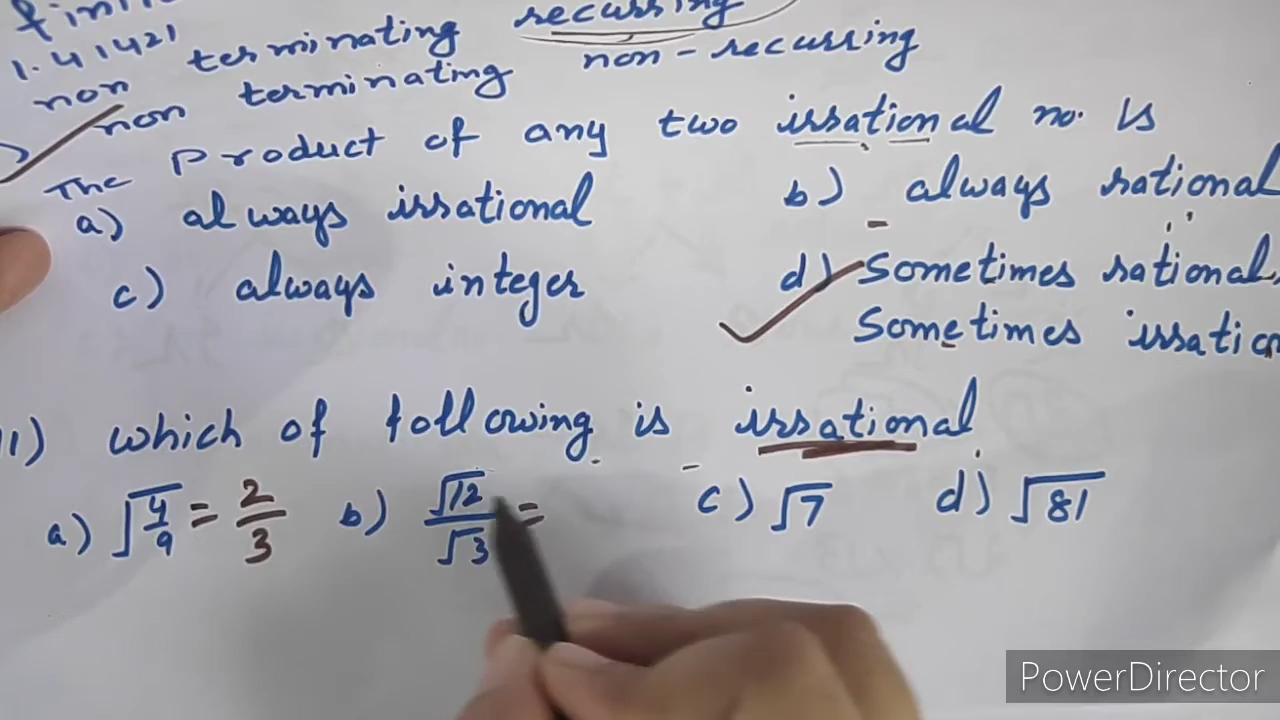 1.41421
non terminating recurring
non terminating non-recurring
The product of any two irrational no. is
a) always irrational b) always rational
c) always integer d) Sometimes rational,
Sometimes irration
11) which of following is irrational
a) √4/9 = 2/3 b) √12/√3 = c) √7 d) √81
PowerDirector